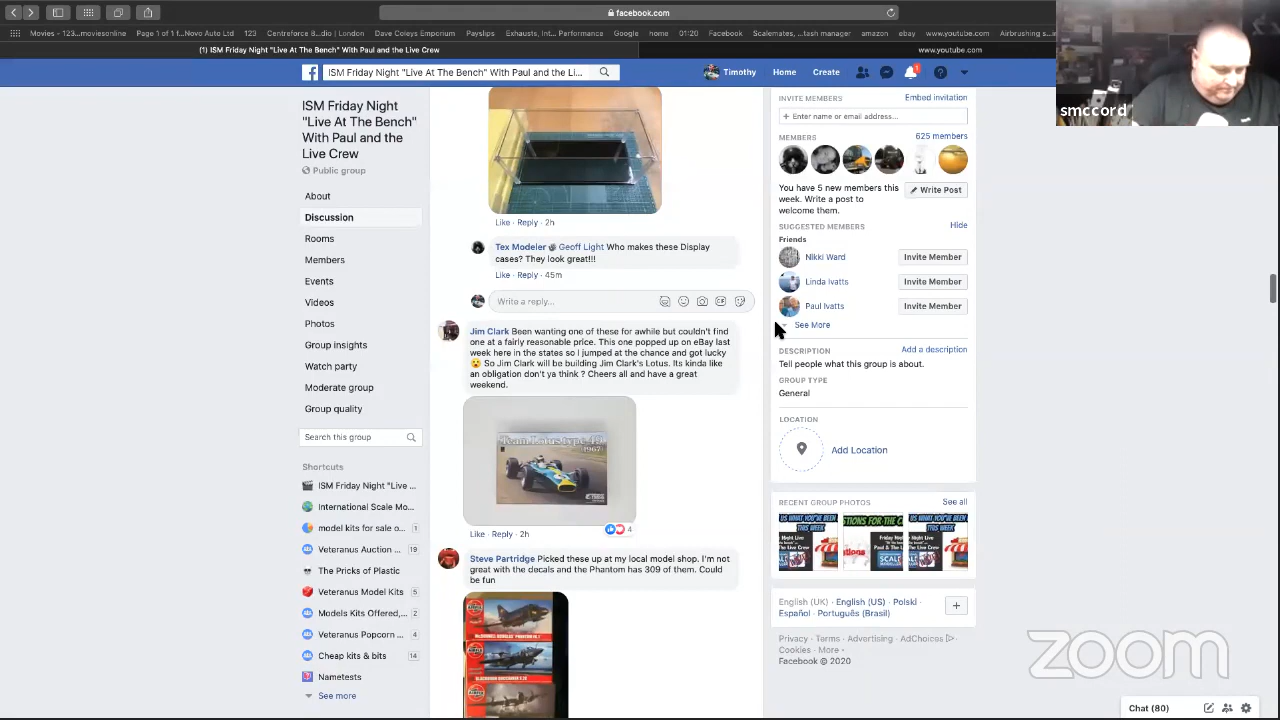 facebook.com
Movies - 123...moviesonline
Page 1 of 1 f...Novo Auto Ltd
123
Centreforce B...dio | London
Dave Coleys Emporium
Payslips
Exhausts, Int... Performance
Google
home
01:20
Facebook
Scalemates, ...tash manager
amazon
ebay
www.youtube.com
Airbrushing s...
(1) ISM Friday Night "Live At The Bench" With Paul and the Live Crew
www.youtube.com
ISM Friday Night "Live At The Bench" With Paul and the Li...
Timothy
Home
Create
1
smccord
ISM Friday Night
"Live At The Bench"
With Paul and the
Live Crew
Public group
About
Discussion
Rooms
Members
Events
Videos
Photos
Group insights
Watch party
Moderate group
Group quality
Search this group
Shortcuts
ISM Friday Night "Live ...
International Scale Mo...
model kits for sale o... 1
Veteranus Auction ... 19
The Pricks of Plastic
Veteranus Model Kits 5
Models Kits Offered,... 2
Veteranus Popcorn ... 4
Cheap kits & bits 14
Nametests
See more
Like · Reply · 2h
Tex Modeler Geoff Light Who makes these Display
cases? They look great!!!
Like · Reply · 45m
Write a reply...
Jim Clark Been wanting one of these for awhile but couldn't find
one at a fairly reasonable price. This one popped up on eBay last
week here in the states so I jumped at the chance and got lucky
So Jim Clark will be building Jim Clark's Lotus. Its kinda like
an obligation don't ya think ? Cheers all and have a great
weekend.
Team Lotus type 49
(1967)
4
Like · Reply · 2h
Steve Partridge Picked these up at my local model shop. I'm not
great with the decals and the Phantom has 309 of them. Could
be fun
INVITE MEMBERS
Embed invitation
+ Enter name or email address...
MEMBERS
625 members
You have 5 new members this
week. Write a post to
welcome them.
Write Post
SUGGESTED MEMBERS
Hide
Friends
Nikki Ward
Invite Member
Linda Ivatts
Invite Member
Paul Ivatts
Invite Member
See More
DESCRIPTION
Add a description
Tell people what this group is about.
GROUP TYPE
General
LOCATION
Add Location
RECENT GROUP PHOTOS
See all
English (UK) · English (US) · Polski ·
Español · Português (Brasil)
Privacy · Terms · Advertising · AdChoices ·
Cookies · More
Facebook © 2020
zoom
Chat (80)